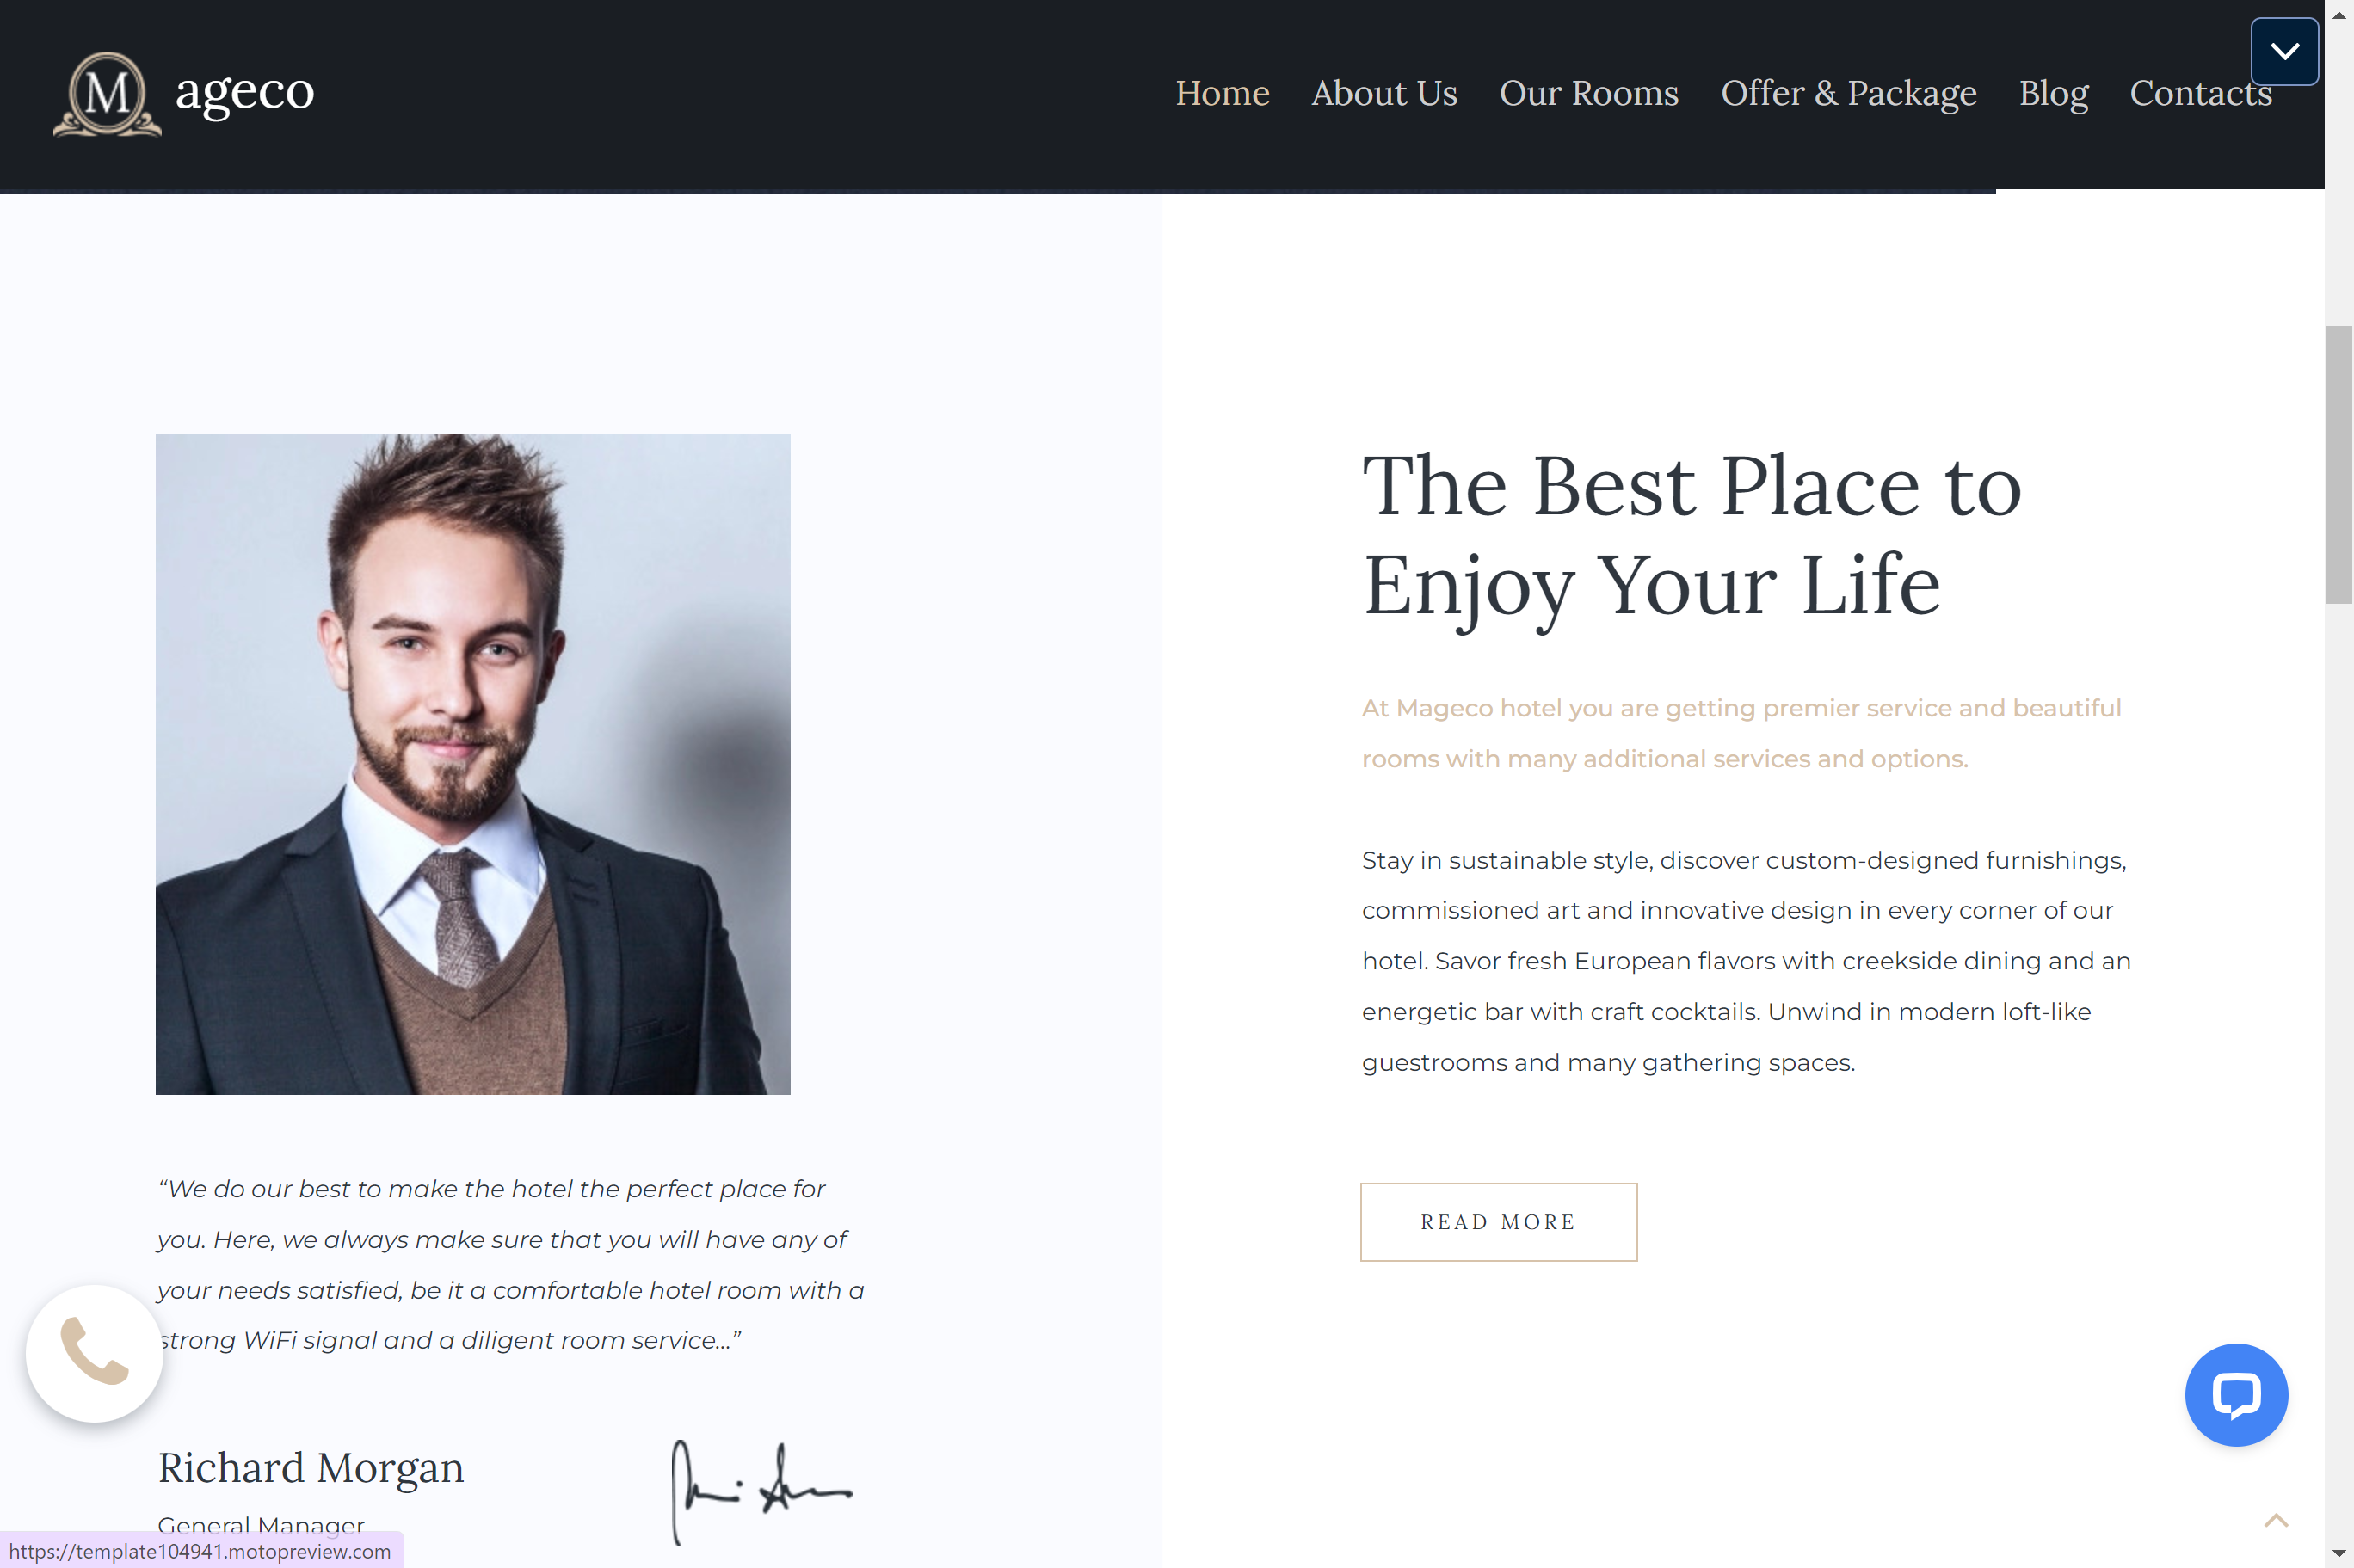 M ageco
Home About Us Our Rooms Offer & Package Blog Contacts
The Best Place to
Enjoy Your Life
At Mageco hotel you are getting premier service and beautiful
rooms with many additional services and options.
Stay in sustainable style, discover custom-designed furnishings,
commissioned art and innovative design in every corner of our
hotel. Savor fresh European flavors with creekside dining and an
energetic bar with craft cocktails. Unwind in modern loft-like
guestrooms and many gathering spaces.
READ MORE
“We do our best to make the hotel the perfect place for
you. Here, we always make sure that you will have any of
your needs satisfied, be it a comfortable hotel room with a
strong WiFi signal and a diligent room service...”
Richard Morgan
General Manager
https://template104941.motopreview.com